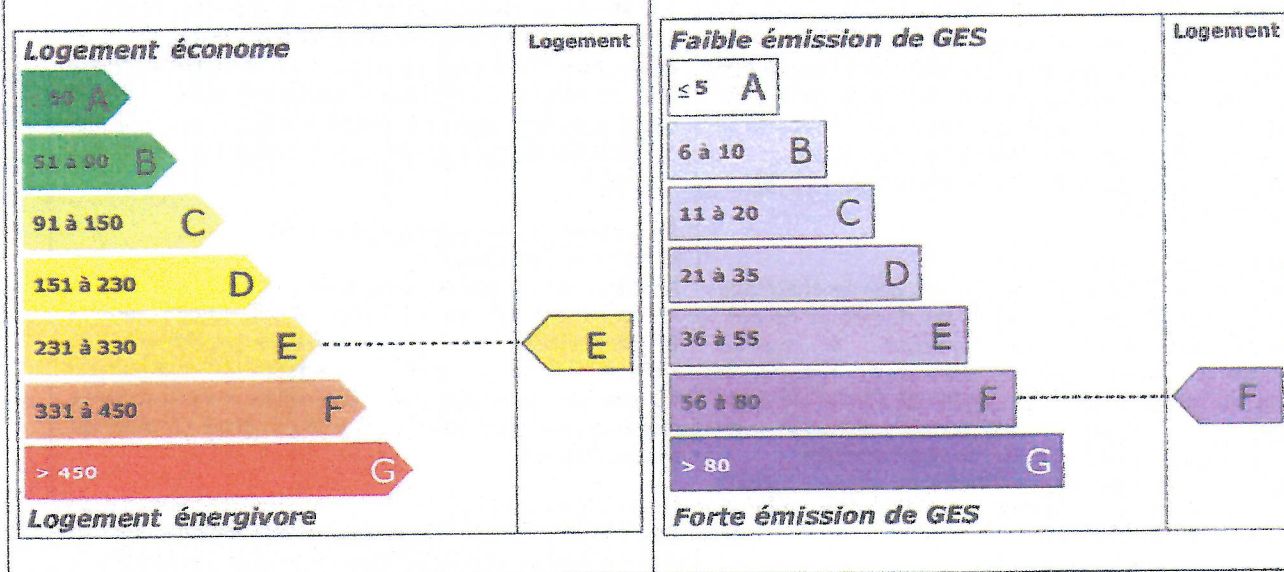 Logement économe
Logement
50 A
51 à 90 B
91 à 150 C
151 à 230 D
231 à 330 E
E
331 à 450 F
> 450 G
Logement énergivore
Faible émission de GES
Logement
≤ 5 A
6 à 10 B
11 à 20 C
21 à 35 D
36 à 55 E
56 à 80 F
F
> 80 G
Forte émission de GES